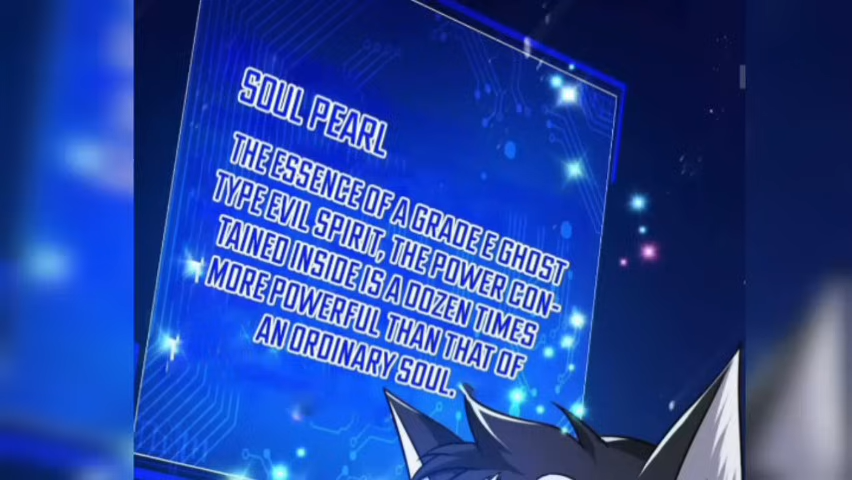 SOUL PEARL
THE ESSENCE OF A GRADE E GHOST
TYPE EVIL SPIRIT, THE POWER CON-
TAINED INSIDE IS A DOZEN TIMES
MORE POWERFUL THAN THAT OF
AN ORDINARY SOUL.